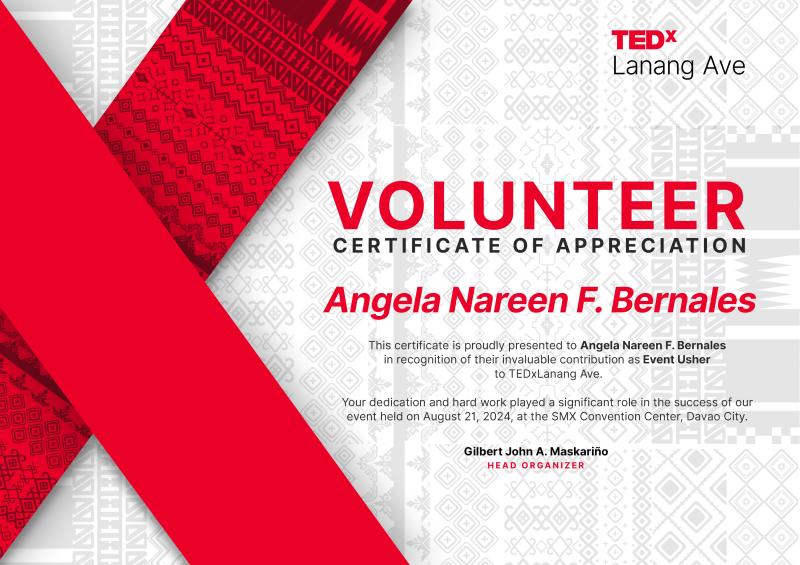 TEDx
Lanang Ave
VOLUNTEER
CERTIFICATE OF APPRECIATION
Angela Nareen F. Bernales
This certificate is proudly presented to Angela Nareen F. Bernales
in recognition of their invaluable contribution as Event Usher
to TEDxLanang Ave.
Your dedication and hard work played a significant role in the success of our
event held on August 21, 2024, at the SMX Convention Center, Davao City.
Gilbert John A. Maskariño
HEAD ORGANIZER